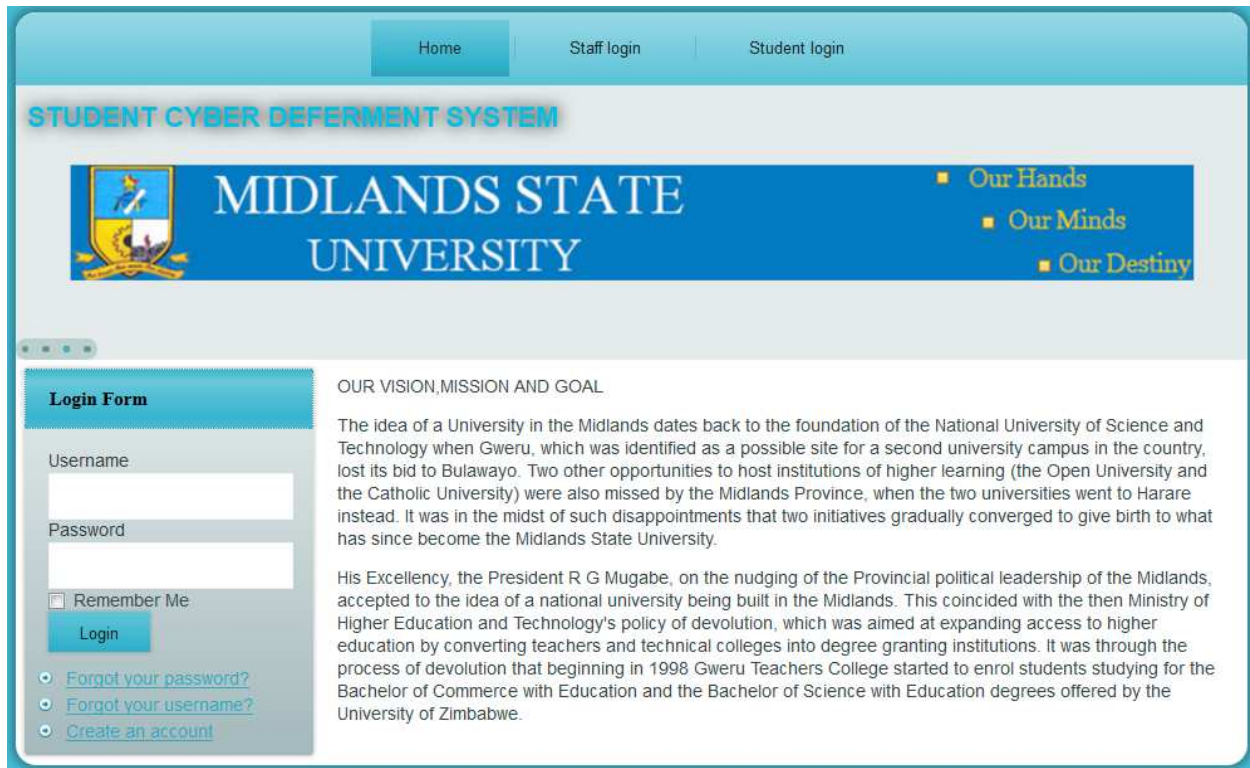 Home
Staff login
Student login
STUDENT CYBER DEFERMENT SYSTEM
MIDLANDS STATE
UNIVERSITY
Our Hands
Our Minds
Our Destiny
Login Form
Username
Password
Remember Me
Login
Forgot your password?
Forgot your username?
Create an account
OUR VISION,MISSION AND GOAL
The idea of a University in the Midlands dates back to the foundation of the National University of Science and
Technology when Gweru, which was identified as a possible site for a second university campus in the country,
lost its bid to Bulawayo. Two other opportunities to host institutions of higher learning (the Open University and
the Catholic University) were also missed by the Midlands Province, when the two universities went to Harare
instead. It was in the midst of such disappointments that two initiatives gradually converged to give birth to what
has since become the Midlands State University.
His Excellency, the President R G Mugabe, on the nudging of the Provincial political leadership of the Midlands,
accepted to the idea of a national university being built in the Midlands. This coincided with the then Ministry of
Higher Education and Technology's policy of devolution, which was aimed at expanding access to higher
education by converting teachers and technical colleges into degree granting institutions. It was through the
process of devolution that beginning in 1998 Gweru Teachers College started to enrol students studying for the
Bachelor of Commerce with Education and the Bachelor of Science with Education degrees offered by the
University of Zimbabwe.